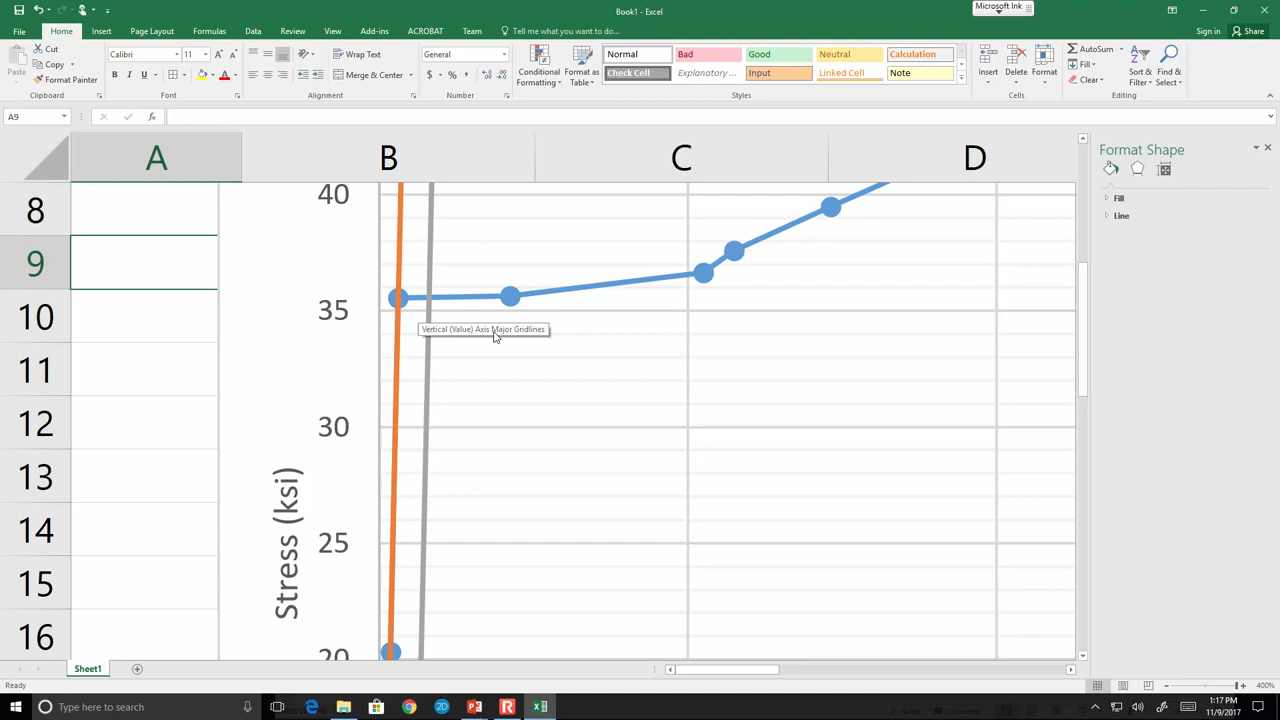 Book1 - Excel
Microsoft Ink
Sign in
Share
File Home Insert Page Layout Formulas Data Review View Add-ins ACROBAT Team Tell me what you want to do...
Paste
Cut
Copy
Format Painter
Clipboard
Calibri 11
B I U
Font
Wrap Text
Merge & Center
Alignment
General
$ % ,
Number
Conditional Formatting
Format as Table
Normal Bad Good Neutral Calculation
Check Cell Explanatory ... Input Linked Cell Note
Styles
Insert Delete Format
Cells
AutoSum
Fill
Clear
Sort & Filter
Find & Select
Editing
A9
fx
A B C D
8
9
10
11
12
13
14
15
16
40
35
30
25
20
Stress (ksi)
Vertical (Value) Axis Major Gridlines
Format Shape
Fill
Line
Sheet1
Ready
400%
Type here to search
1:17 PM
11/9/2017